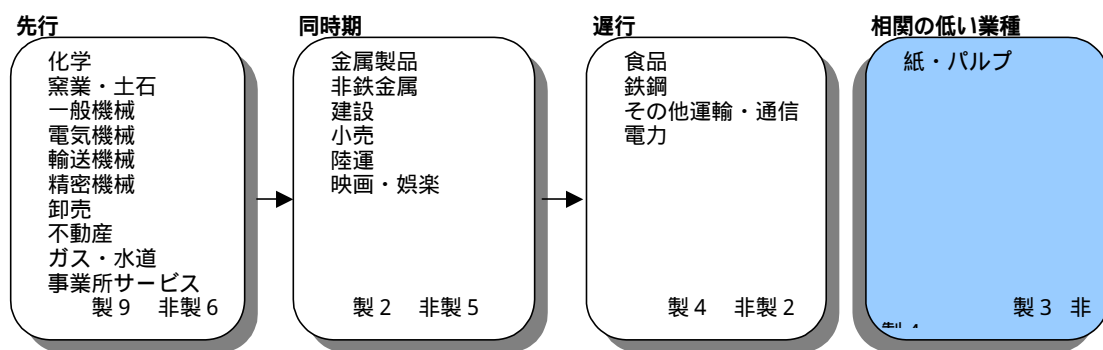 先行
化学
窯業・土石
一般機械
電気機械
輸送機械
精密機械
卸売
不動産
ガス・水道
事業所サービス
製9 非製6
同時期
金属製品
非鉄金属
建設
小売
陸運
映画・娯楽
製2 非製5
遅行
食品
鉄鋼
その他運輸・通信
電力
製4 非製2
相関の低い業種
紙・パルプ
製3 非